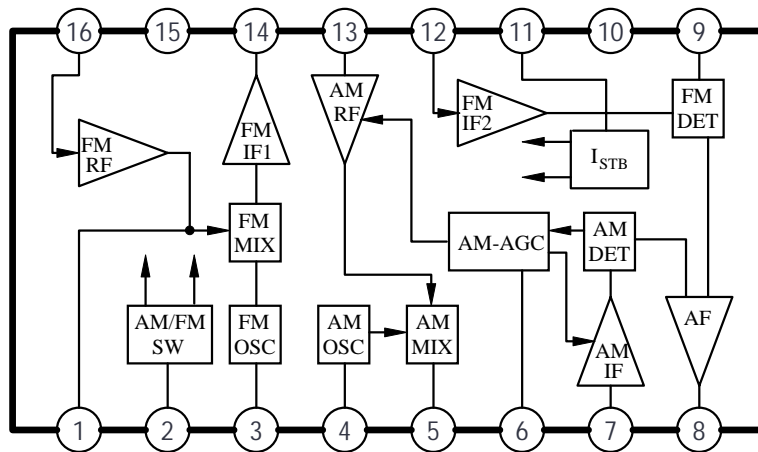 16 15 14 13 12 11 10 9
FM
RF
FM
IF1
AM
RF
FM
IF2
FM
DET
I_STB
FM
MIX
AM-AGC
AM
DET
AM/FM
SW
FM
OSC
AM
OSC
AM
MIX
AM
IF
AF
1 2 3 4 5 6 7 8